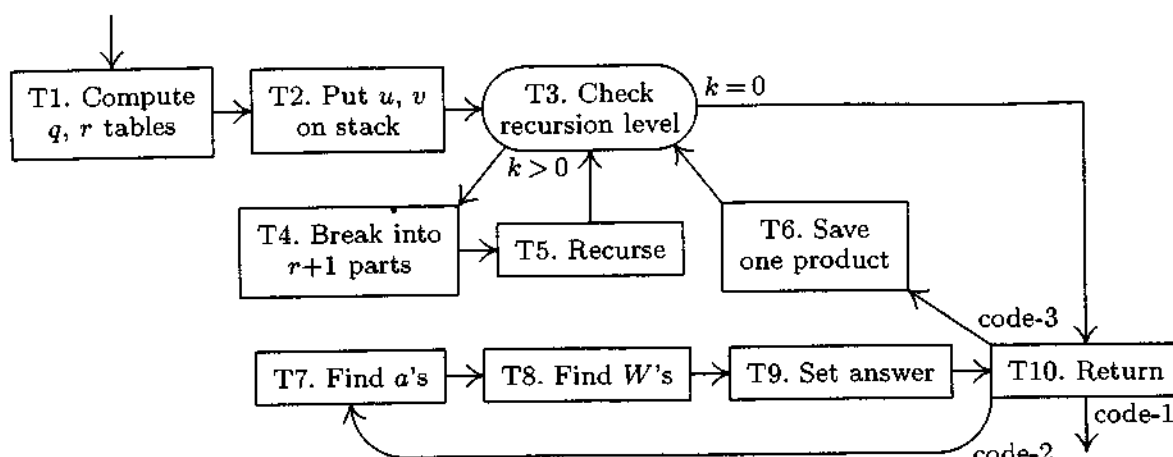 T1. Compute
q, r tables
T2. Put u, v
on stack
T3. Check
recursion level
k = 0
k > 0
T4. Break into
r+1 parts
T5. Recurse
T6. Save
one product
code-3
T7. Find a's
T8. Find W's
T9. Set answer
T10. Return
code-1
code-2